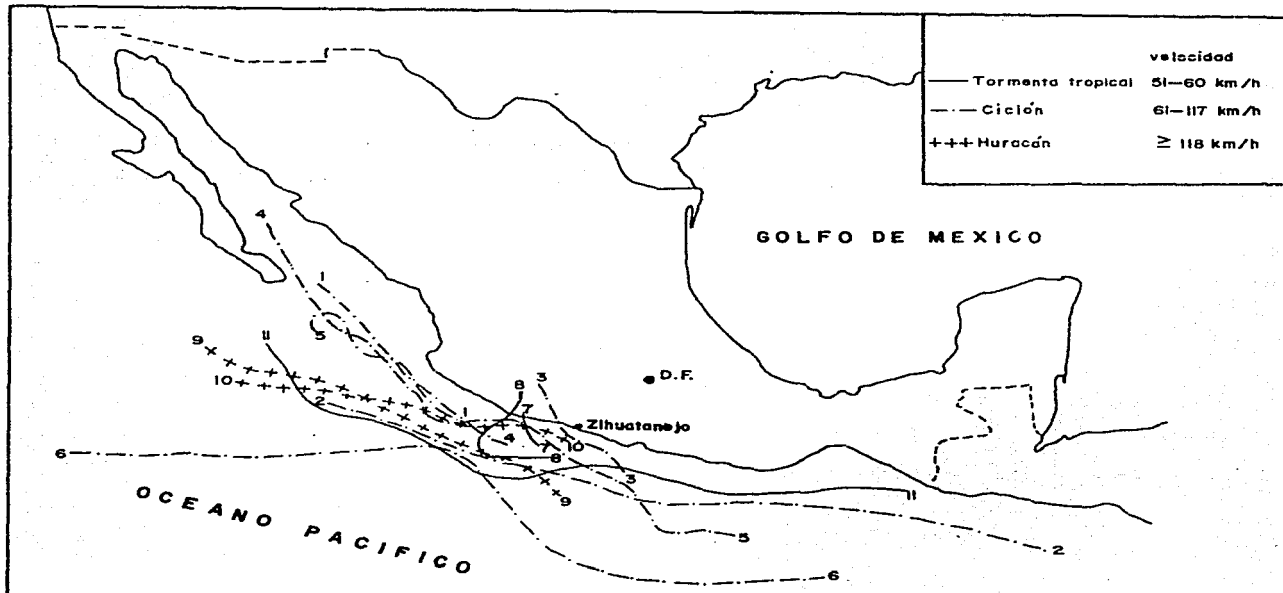 velocidad
Tormenta tropical 51–60 km/h
Ciclón 61–117 km/h
Huracán ≥ 118 km/h
GOLFO DE MEXICO
4
1
5
11
9
10
2
D.F.
3
8
7
1
Zihuatanejo
4
10
8
6
3
9
11
5
2
6
OCEANO PACIFICO